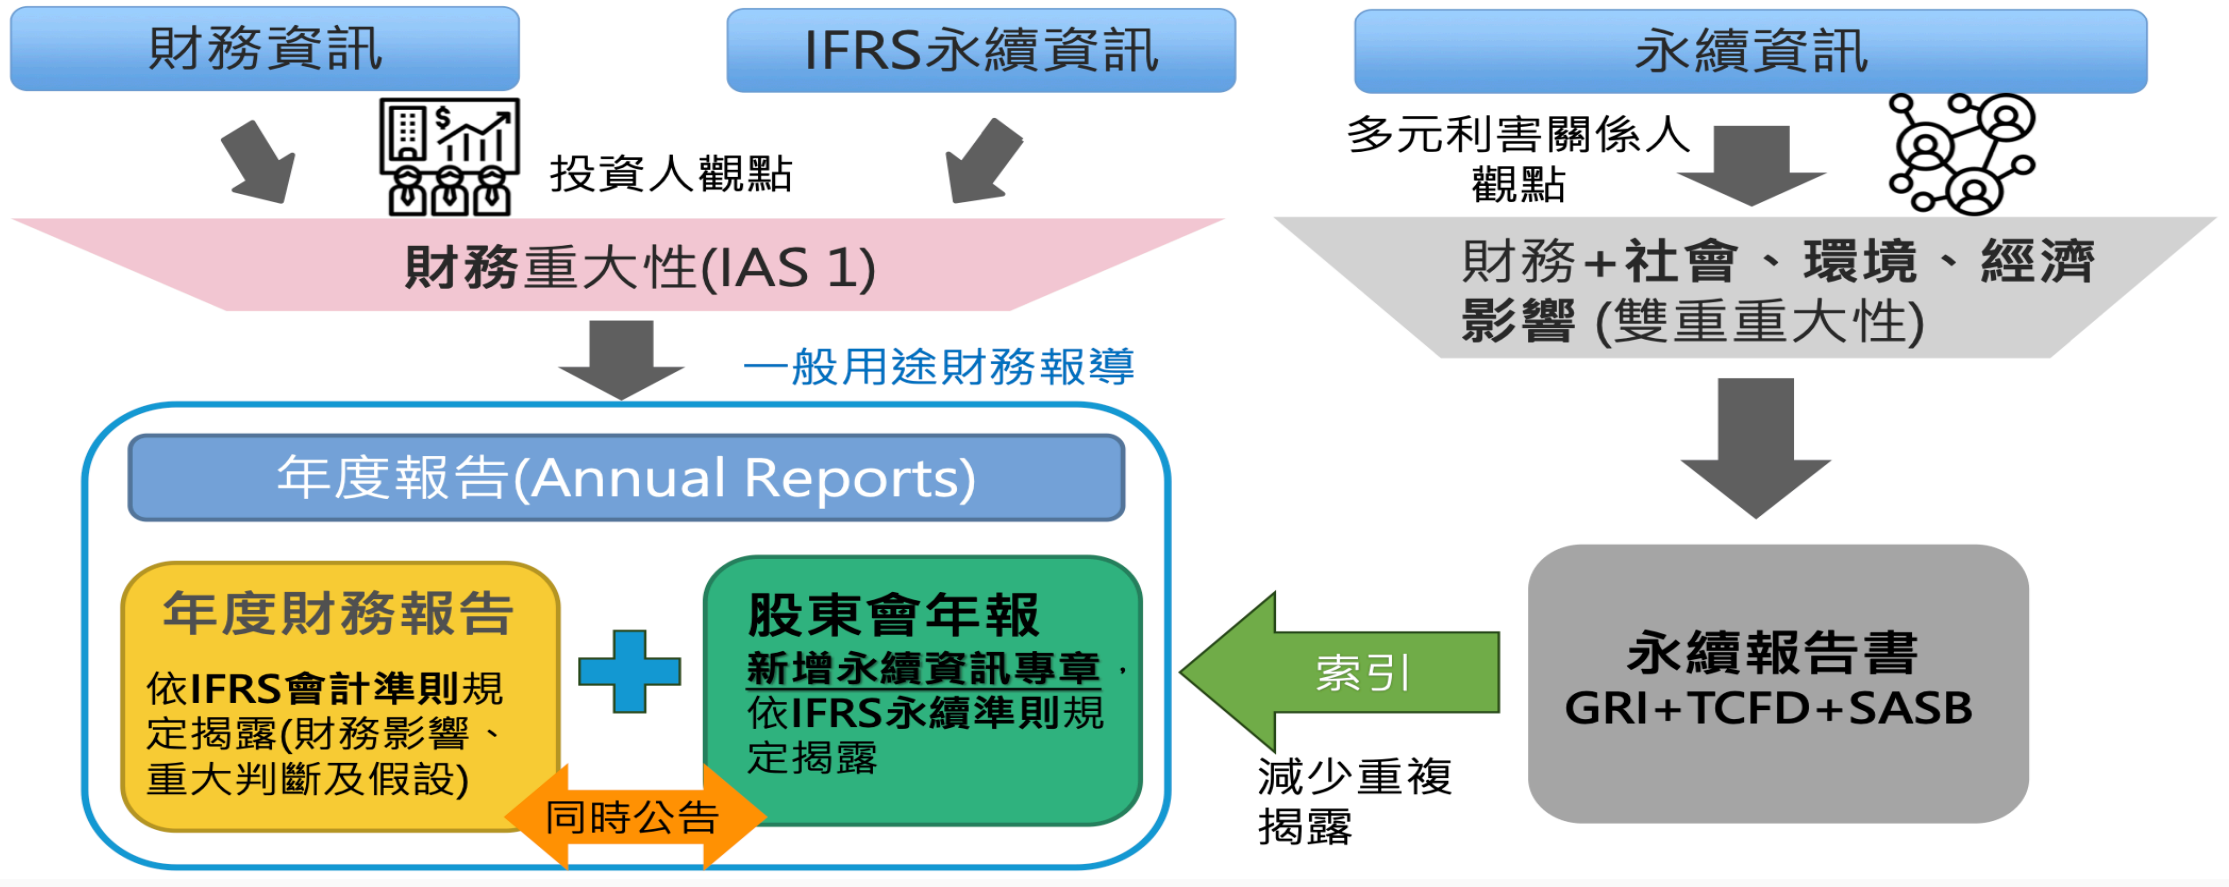 財務資訊
IFRS永續資訊
永續資訊
投資人觀點
多元利害關係人
觀點
財務重大性(IAS 1)
財務+社會、環境、經濟
影響 (雙重重大性)
一般用途財務報導
年度報告(Annual Reports)
年度財務報告
依IFRS會計準則規
定揭露(財務影響、
重大判斷及假設)
股東會年報
新增永續資訊專章，
依IFRS永續準則規
定揭露
同時公告
索引
減少重複
揭露
永續報告書
GRI+TCFD+SASB